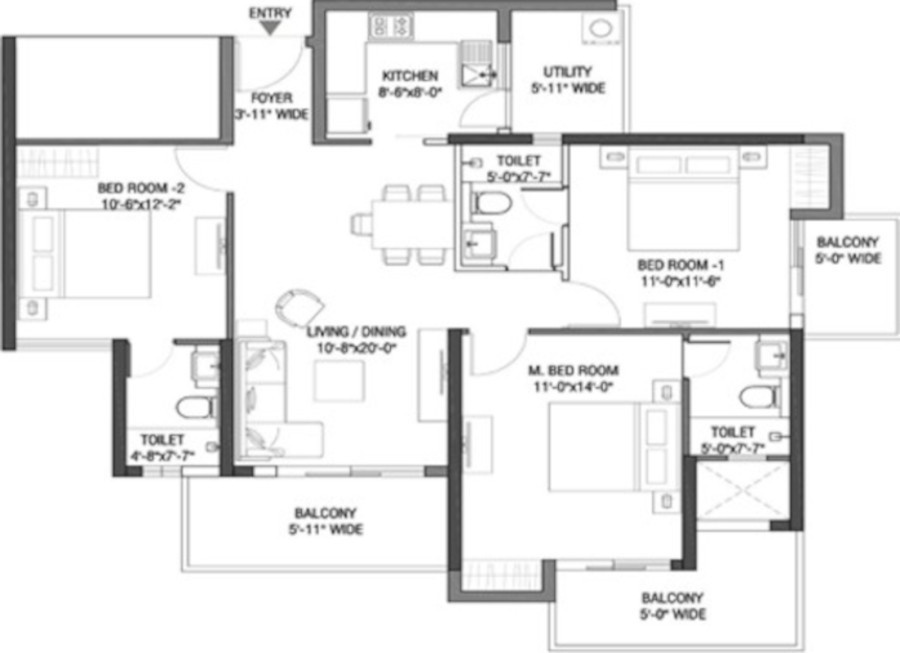 ENTRY
FOYER
3'-11" WIDE
KITCHEN
8'-6"x8'-0"
UTILITY
5'-11" WIDE
TOILET
5'-0"x7'-7"
BED ROOM -2
10'-6"x12'-2"
BED ROOM -1
11'-0"x11'-6"
BALCONY
5'-0" WIDE
LIVING / DINING
10'-8"x20'-0"
M. BED ROOM
11'-0"x14'-0"
TOILET
4'-8"x7'-7"
TOILET
5'-0"x7'-7"
BALCONY
5'-11" WIDE
BALCONY
5'-0" WIDE